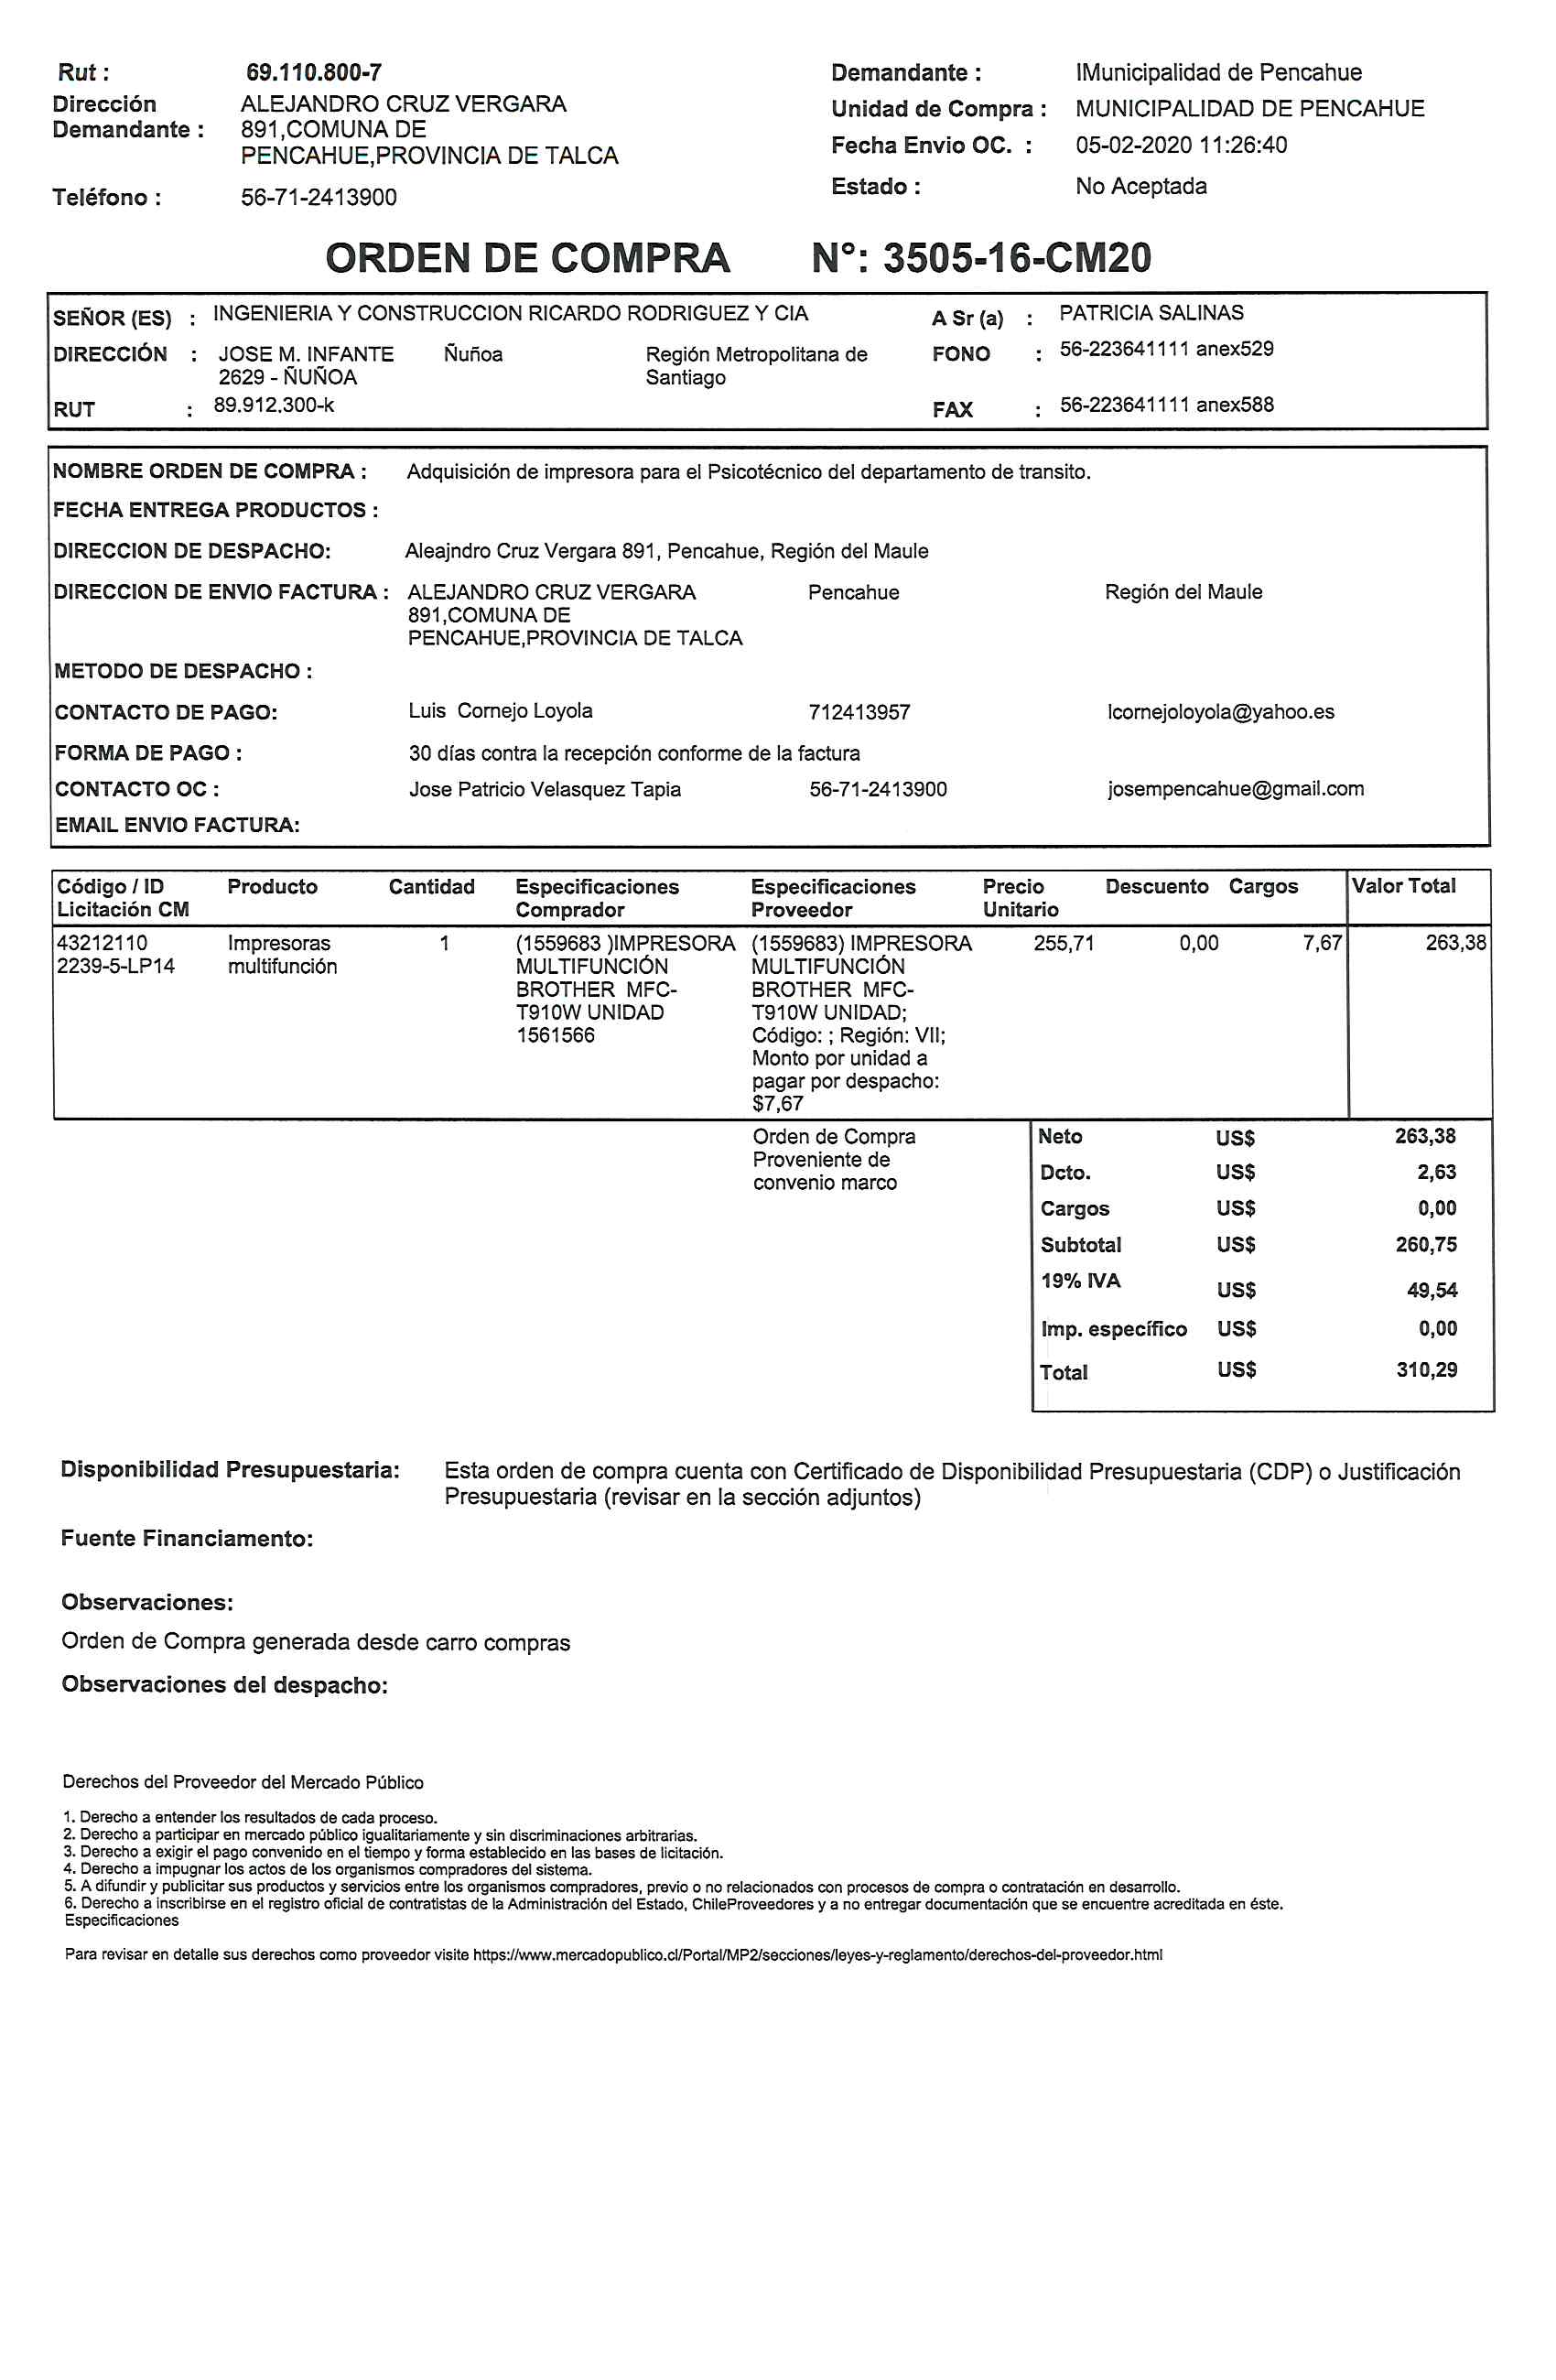 Rut : 69.110.800-7
Dirección Demandante : ALEJANDRO CRUZ VERGARA
891,COMUNA DE
PENCAHUE,PROVINCIA DE TALCA
Teléfono : 56-71-2413900
Demandante : IMunicipalidad de Pencahue
Unidad de Compra : MUNICIPALIDAD DE PENCAHUE
Fecha Envio OC. : 05-02-2020 11:26:40
Estado : No Aceptada
ORDEN DE COMPRA N°: 3505-16-CM20
SEÑOR (ES) : INGENIERIA Y CONSTRUCCION RICARDO RODRIGUEZ Y CIA A Sr (a) : PATRICIA SALINAS
DIRECCIÓN : JOSE M. INFANTE Ñuñoa Región Metropolitana de FONO : 56-223641111 anex529
2629 - ÑUÑOA Santiago
RUT : 89.912.300-k FAX : 56-223641111 anex588
NOMBRE ORDEN DE COMPRA : Adquisición de impresora para el Psicotécnico del departamento de transito.
FECHA ENTREGA PRODUCTOS :
DIRECCION DE DESPACHO: Aleajndro Cruz Vergara 891, Pencahue, Región del Maule
DIRECCION DE ENVIO FACTURA : ALEJANDRO CRUZ VERGARA Pencahue Región del Maule
891,COMUNA DE
PENCAHUE,PROVINCIA DE TALCA
METODO DE DESPACHO :
CONTACTO DE PAGO: Luis Cornejo Loyola 712413957 lcornejoloyola@yahoo.es
FORMA DE PAGO : 30 días contra la recepción conforme de la factura
CONTACTO OC : Jose Patricio Velasquez Tapia 56-71-2413900 josempencahue@gmail.com
EMAIL ENVIO FACTURA:
Código / ID Producto Cantidad Especificaciones Especificaciones Precio Descuento Cargos Valor Total
Licitación CM Comprador Proveedor Unitario
43212110 Impresoras 1 (1559683 )IMPRESORA (1559683) IMPRESORA 255,71 0,00 7,67 263,38
2239-5-LP14 multifunción MULTIFUNCIÓN MULTIFUNCIÓN
BROTHER MFC- BROTHER MFC-
T910W UNIDAD T910W UNIDAD;
1561566 Código: ; Región: VII;
Monto por unidad a
pagar por despacho:
$7,67
Orden de Compra
Proveniente de
convenio marco
Neto US$ 263,38
Dcto. US$ 2,63
Cargos US$ 0,00
Subtotal US$ 260,75
19% IVA US$ 49,54
Imp. específico US$ 0,00
Total US$ 310,29
Disponibilidad Presupuestaria: Esta orden de compra cuenta con Certificado de Disponibilidad Presupuestaria (CDP) o Justificación
Presupuestaria (revisar en la sección adjuntos)
Fuente Financiamento:
Observaciones:
Orden de Compra generada desde carro compras
Observaciones del despacho:
Derechos del Proveedor del Mercado Público
1. Derecho a entender los resultados de cada proceso.
2. Derecho a participar en mercado público igualitariamente y sin discriminaciones arbitrarias.
3. Derecho a exigir el pago convenido en el tiempo y forma establecido en las bases de licitación.
4. Derecho a impugnar los actos de los organismos compradores del sistema.
5. A difundir y publicitar sus productos y servicios entre los organismos compradores, previo o no relacionados con procesos de compra o contratación en desarrollo.
6. Derecho a inscribirse en el registro oficial de contratistas de la Administración del Estado, ChileProveedores y a no entregar documentación que se encuentre acreditada en éste.
Especificaciones
Para revisar en detalle sus derechos como proveedor visite https://www.mercadopublico.cl/Portal/MP2/secciones/leyes-y-reglamento/derechos-del-proveedor.html